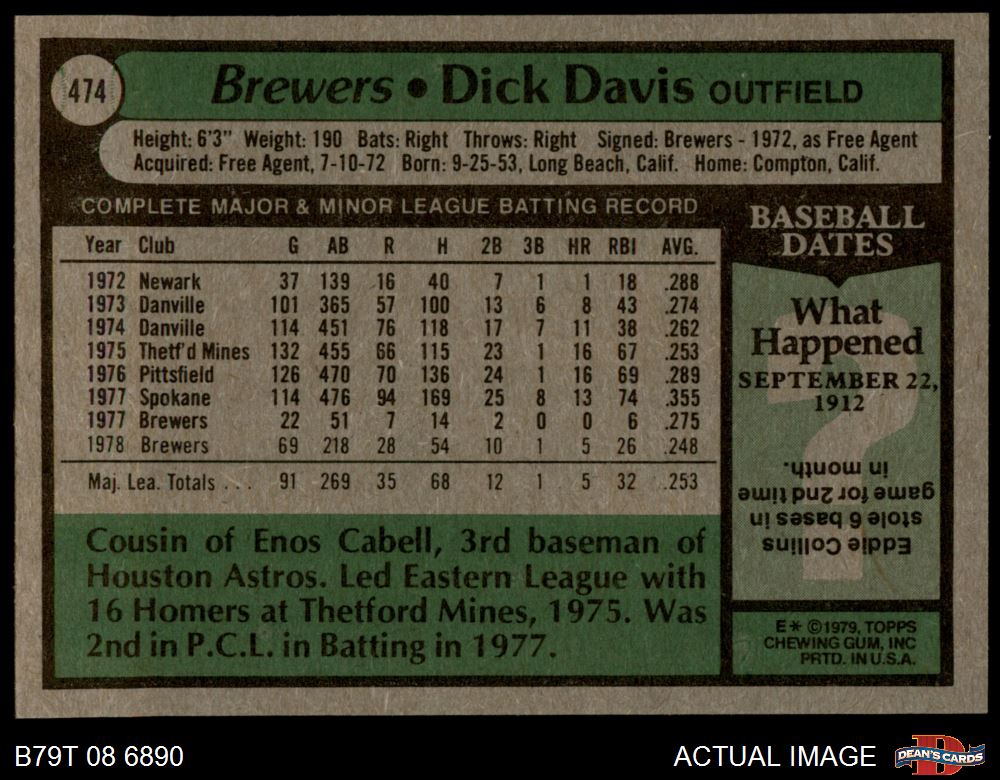 474
Brewers • Dick Davis OUTFIELD
Height: 6'3" Weight: 190 Bats: Right Throws: Right Signed: Brewers - 1972, as Free Agent
Acquired: Free Agent, 7-10-72 Born: 9-25-53, Long Beach, Calif. Home: Compton, Calif.
COMPLETE MAJOR & MINOR LEAGUE BATTING RECORD
Year Club G AB R H 2B 3B HR RBI AVG.
1972 Newark 37 139 16 40 7 1 1 18 .288
1973 Danville 101 365 57 100 13 6 8 43 .274
1974 Danville 114 451 76 118 17 7 11 38 .262
1975 Thetf'd Mines 132 455 66 115 23 1 16 67 .253
1976 Pittsfield 126 470 70 136 24 1 16 69 .289
1977 Spokane 114 476 94 169 25 8 13 74 .355
1977 Brewers 22 51 7 14 2 0 0 6 .275
1978 Brewers 69 218 28 54 10 1 5 26 .248
Maj. Lea. Totals . . . 91 269 35 68 12 1 5 32 .253
Cousin of Enos Cabell, 3rd baseman of
Houston Astros. Led Eastern League with
16 Homers at Thetford Mines, 1975. Was
2nd in P.C.L. in Batting in 1977.
BASEBALL
DATES
What
Happened
SEPTEMBER 22,
1912
?
Eddie Collins
stole 6 bases in
game for 2nd time
in month.
E* ©1979, TOPPS
CHEWING GUM, INC
PRTD. IN U.S.A.
B79T 08 6890
ACTUAL IMAGE
D
DEAN'S CARDS